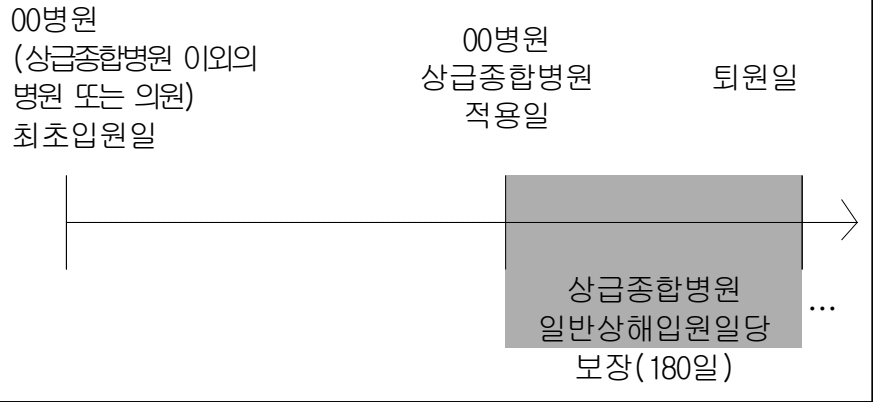 00병원
(상급종합병원 이외의
병원 또는 의원)
최초입원일
00병원
상급종합병원
적용일
퇴원일
상급종합병원
일반상해입원일당
보장(180일)
...